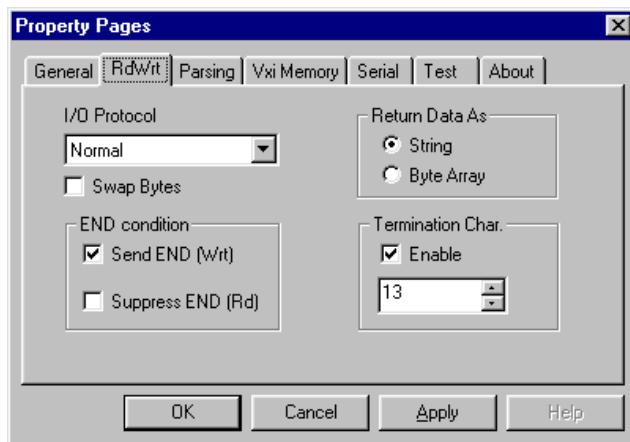 Property Pages
General RdWrt Parsing Vxi Memory Serial Test About
I/O Protocol
Normal
Swap Bytes
END condition
Send END (Wrt)
Suppress END (Rd)
Return Data As
String
Byte Array
Termination Char.
Enable
13
OK Cancel Apply Help